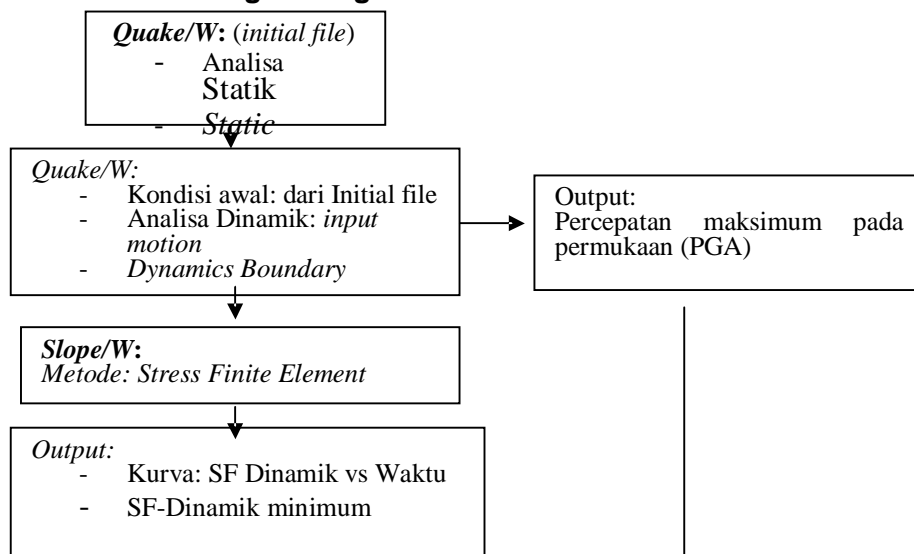 Quake/W: (initial file)
- Analisa
Statik
- Static
Quake/W:
- Kondisi awal: dari Initial file
- Analisa Dinamik: input
motion
- Dynamics Boundary
Output:
Percepatan maksimum pada
permukaan (PGA)
Slope/W:
Metode: Stress Finite Element
Output:
- Kurva: SF Dinamik vs Waktu
- SF-Dinamik minimum